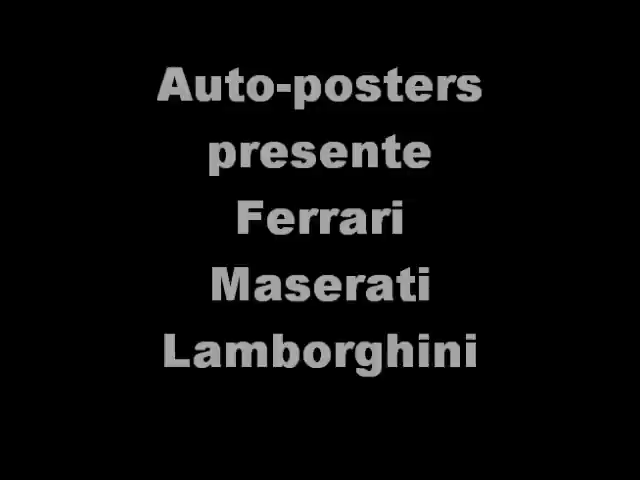 Auto-posters
presente
Ferrari
Maserati
Lamborghini